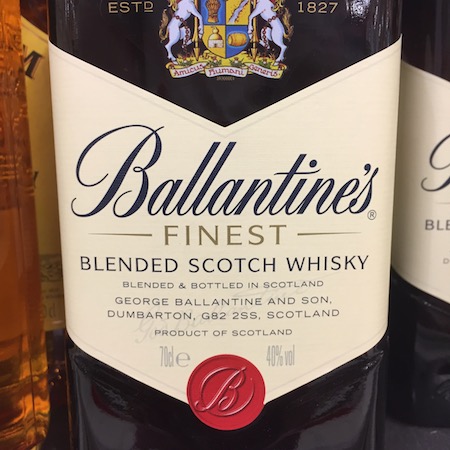 ESTD 1827
Amicus Humani Generis
Ballantine's®
FINEST
BLENDED SCOTCH WHISKY
BLENDED & BOTTLED IN SCOTLAND
GEORGE BALLANTINE AND SON,
DUMBARTON, G82 2SS, SCOTLAND
PRODUCT OF SCOTLAND
70cl ℮ 40%vol
B